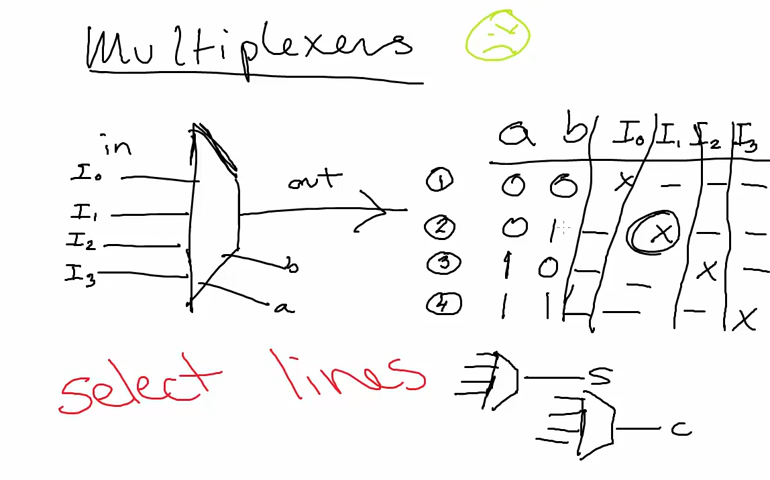 Multiplexers
in
I₀
I₁
I₂
I₃
out
b
a
a b I₀ I₁ I₂ I₃
① 0 0 x — — —
② 0 1 — x — —
③ 1 0 — — x —
④ 1 1 — — — x
select lines
S
C